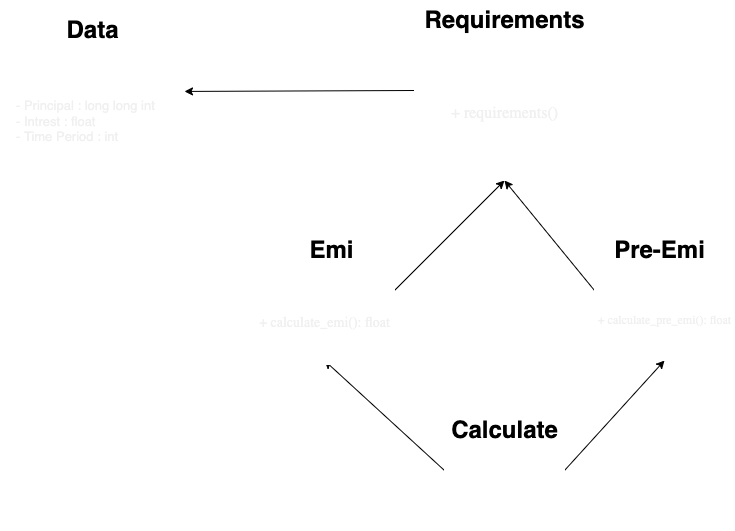 Data
Requirements
- Principal : long long int
- Intrest : float
- Time Period : int
+ requirements()
Emi
Pre-Emi
+ calculate_emi(): float
+ calculate_pre_emi(): float
Calculate